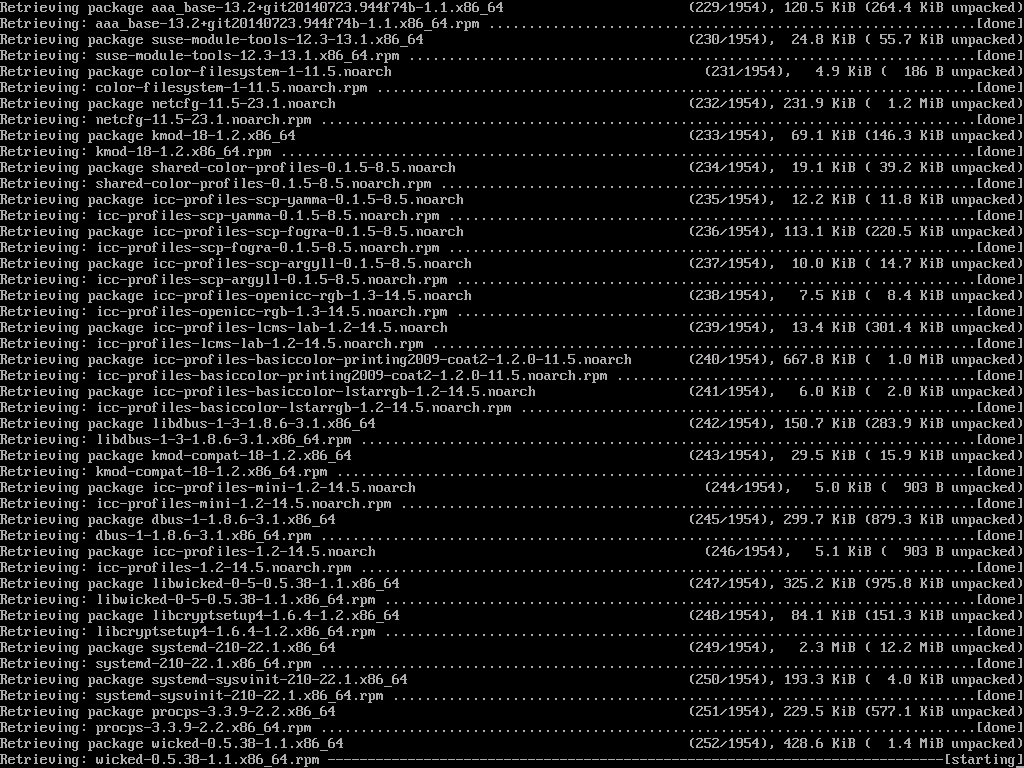 Retrieving package aaa_base-13.2+git20140723.944f74b-1.1.x86_64 (229/1954), 120.5 KiB (264.4 KiB unpacked)
Retrieving: aaa_base-13.2+git20140723.944f74b-1.1.x86_64.rpm .............................................................[done]
Retrieving package suse-module-tools-12.3-13.1.x86_64 (230/1954),  24.8 KiB ( 55.7 KiB unpacked)
Retrieving: suse-module-tools-12.3-13.1.x86_64.rpm .......................................................................[done]
Retrieving package color-filesystem-1-11.5.noarch (231/1954),   4.9 KiB (  186 B unpacked)
Retrieving: color-filesystem-1-11.5.noarch.rpm ...........................................................................[done]
Retrieving package netcfg-11.5-23.1.noarch (232/1954), 231.9 KiB (  1.2 MiB unpacked)
Retrieving: netcfg-11.5-23.1.noarch.rpm ..................................................................................[done]
Retrieving package kmod-18-1.2.x86_64 (233/1954),  69.1 KiB (146.3 KiB unpacked)
Retrieving: kmod-18-1.2.x86_64.rpm .......................................................................................[done]
Retrieving package shared-color-profiles-0.1.5-8.5.noarch (234/1954),  19.1 KiB ( 39.2 KiB unpacked)
Retrieving: shared-color-profiles-0.1.5-8.5.noarch.rpm ...................................................................[done]
Retrieving package icc-profiles-scp-yamma-0.1.5-8.5.noarch (235/1954),  12.2 KiB ( 11.8 KiB unpacked)
Retrieving: icc-profiles-scp-yamma-0.1.5-8.5.noarch.rpm ..................................................................[done]
Retrieving package icc-profiles-scp-fogra-0.1.5-8.5.noarch (236/1954), 113.1 KiB (220.5 KiB unpacked)
Retrieving: icc-profiles-scp-fogra-0.1.5-8.5.noarch.rpm ..................................................................[done]
Retrieving package icc-profiles-scp-argyll-0.1.5-8.5.noarch (237/1954),  10.0 KiB ( 14.7 KiB unpacked)
Retrieving: icc-profiles-scp-argyll-0.1.5-8.5.noarch.rpm .................................................................[done]
Retrieving package icc-profiles-openicc-rgb-1.3-14.5.noarch (238/1954),   7.5 KiB (  8.4 KiB unpacked)
Retrieving: icc-profiles-openicc-rgb-1.3-14.5.noarch.rpm .................................................................[done]
Retrieving package icc-profiles-lcms-lab-1.2-14.5.noarch (239/1954),  13.4 KiB (301.4 KiB unpacked)
Retrieving: icc-profiles-lcms-lab-1.2-14.5.noarch.rpm ....................................................................[done]
Retrieving package icc-profiles-basiccolor-printing2009-coat2-1.2.0-11.5.noarch (240/1954), 667.8 KiB (  1.0 MiB unpacked)
Retrieving: icc-profiles-basiccolor-printing2009-coat2-1.2.0-11.5.noarch.rpm .............................................[done]
Retrieving package icc-profiles-basiccolor-lstarrgb-1.2-14.5.noarch (241/1954),   6.0 KiB (  2.0 KiB unpacked)
Retrieving: icc-profiles-basiccolor-lstarrgb-1.2-14.5.noarch.rpm .........................................................[done]
Retrieving package libdbus-1-3-1.8.6-3.1.x86_64 (242/1954), 150.7 KiB (283.9 KiB unpacked)
Retrieving: libdbus-1-3-1.8.6-3.1.x86_64.rpm .............................................................................[done]
Retrieving package kmod-compat-18-1.2.x86_64 (243/1954),  29.5 KiB ( 15.9 KiB unpacked)
Retrieving: kmod-compat-18-1.2.x86_64.rpm ................................................................................[done]
Retrieving package icc-profiles-mini-1.2-14.5.noarch (244/1954),   5.0 KiB (  903 B unpacked)
Retrieving: icc-profiles-mini-1.2-14.5.noarch.rpm ........................................................................[done]
Retrieving package dbus-1-1.8.6-3.1.x86_64 (245/1954), 299.7 KiB (879.3 KiB unpacked)
Retrieving: dbus-1-1.8.6-3.1.x86_64.rpm ..................................................................................[done]
Retrieving package icc-profiles-1.2-14.5.noarch (246/1954),   5.1 KiB (  903 B unpacked)
Retrieving: icc-profiles-1.2-14.5.noarch.rpm .............................................................................[done]
Retrieving package libwicked-0-5-0.5.38-1.1.x86_64 (247/1954), 325.2 KiB (975.8 KiB unpacked)
Retrieving: libwicked-0-5-0.5.38-1.1.x86_64.rpm ..........................................................................[done]
Retrieving package libcryptsetup4-1.6.4-1.2.x86_64 (248/1954),  84.1 KiB (151.3 KiB unpacked)
Retrieving: libcryptsetup4-1.6.4-1.2.x86_64.rpm ..........................................................................[done]
Retrieving package systemd-210-22.1.x86_64 (249/1954),   2.3 MiB ( 12.2 MiB unpacked)
Retrieving: systemd-210-22.1.x86_64.rpm ..................................................................................[done]
Retrieving package systemd-sysvinit-210-22.1.x86_64 (250/1954), 193.3 KiB (  4.0 KiB unpacked)
Retrieving: systemd-sysvinit-210-22.1.x86_64.rpm .........................................................................[done]
Retrieving package procps-3.3.9-2.2.x86_64 (251/1954), 229.5 KiB (577.1 KiB unpacked)
Retrieving: procps-3.3.9-2.2.x86_64.rpm ..................................................................................[done]
Retrieving package wicked-0.5.38-1.1.x86_64 (252/1954), 428.6 KiB (  1.4 MiB unpacked)
Retrieving: wicked-0.5.38-1.1.x86_64.rpm -----------------------------------------------------------------------------[starting]